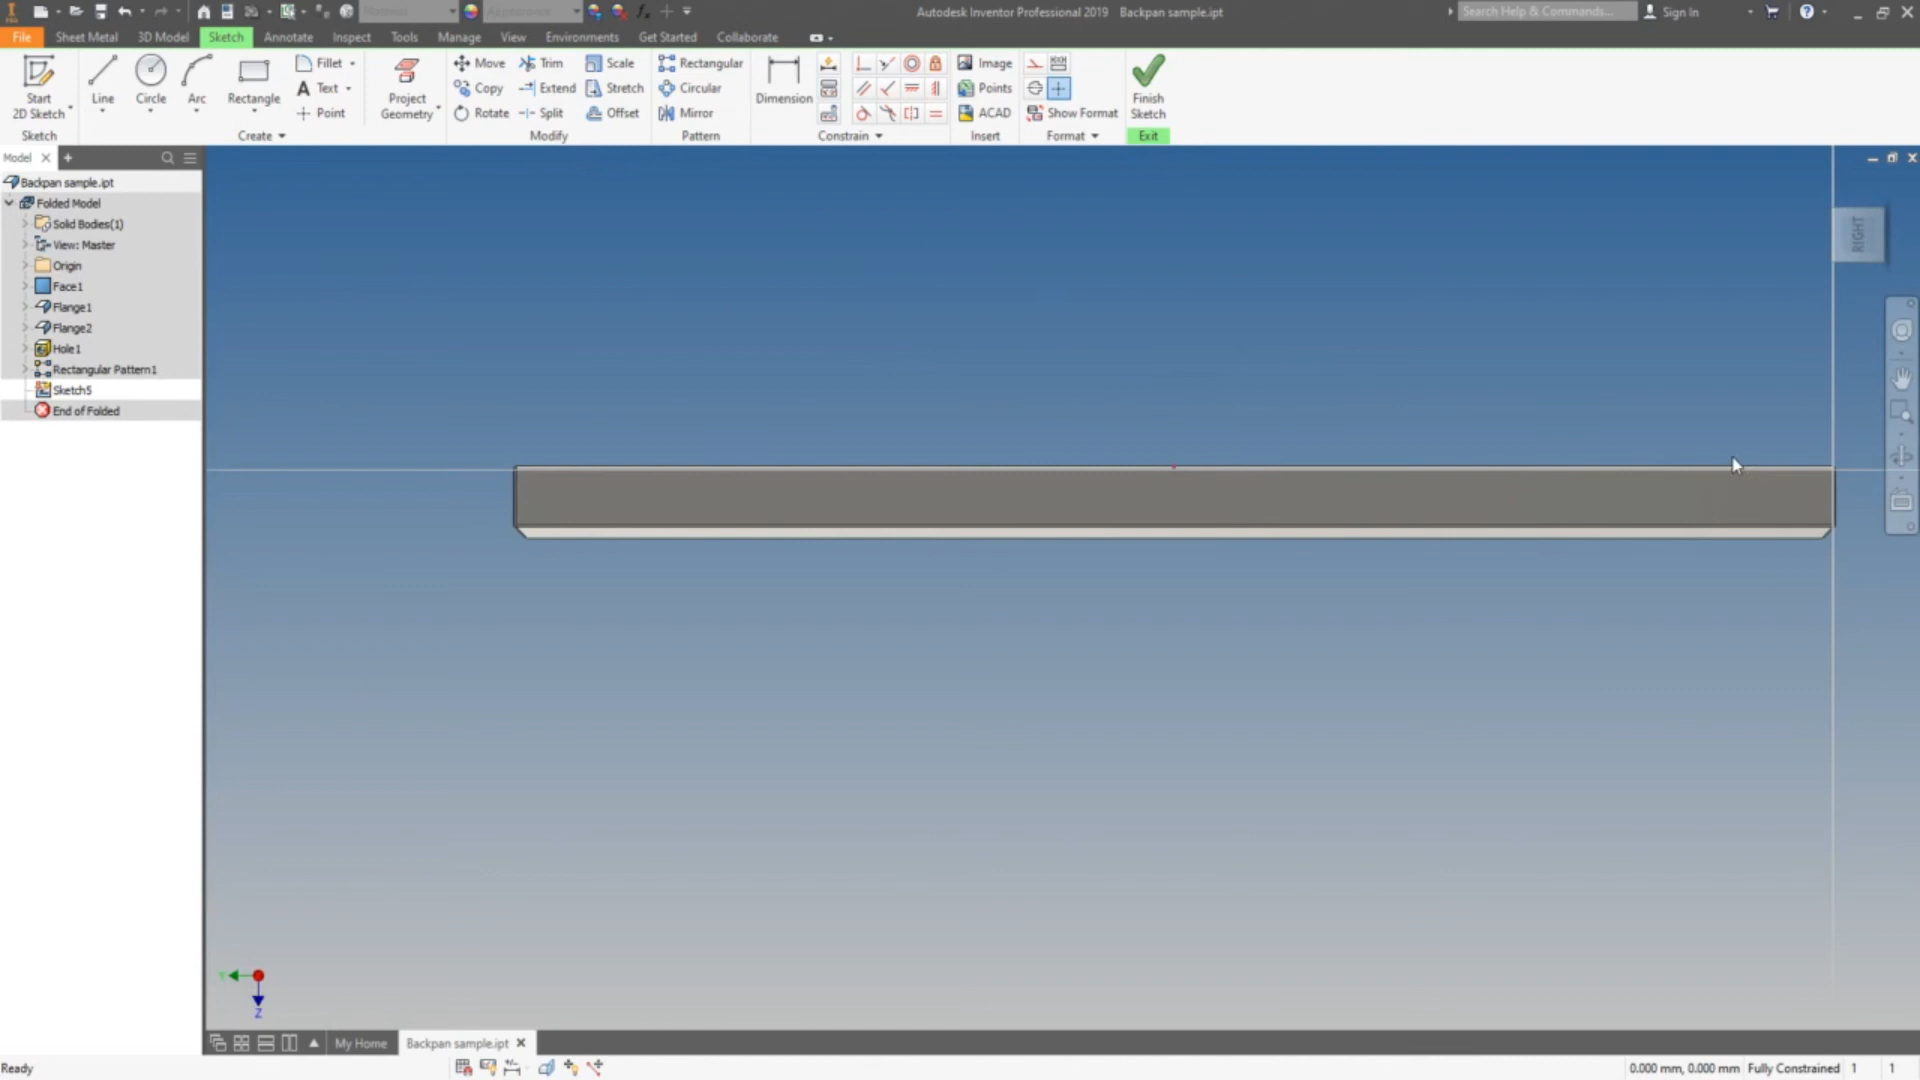 Autodesk Inventor Professional 2019 Backpan sample.ipt
Search Help & Commands...
Sign In
File Sheet Metal 3D Model Sketch Annotate Inspect Tools Manage View Environments Get Started Collaborate
Start
2D Sketch
Line
Circle
Arc
Rectangle
Fillet
Text
Point
Project
Geometry
Move
Copy
Rotate
Trim
Extend
Split
Scale
Stretch
Offset
Rectangular
Circular
Mirror
Dimension
Image
Points
ACAD
Show Format
Finish
Sketch
Sketch
Create
Modify
Pattern
Constrain
Insert
Format
Exit
Model
Backpan sample.ipt
Folded Model
Solid Bodies(1)
View: Master
Origin
Face1
Flange1
Flange2
Hole1
Rectangular Pattern1
Sketch5
End of Folded
RIGHT
Z
My Home
Backpan sample.ipt
Ready
0.000 mm, 0.000 mm Fully Constrained 1 1